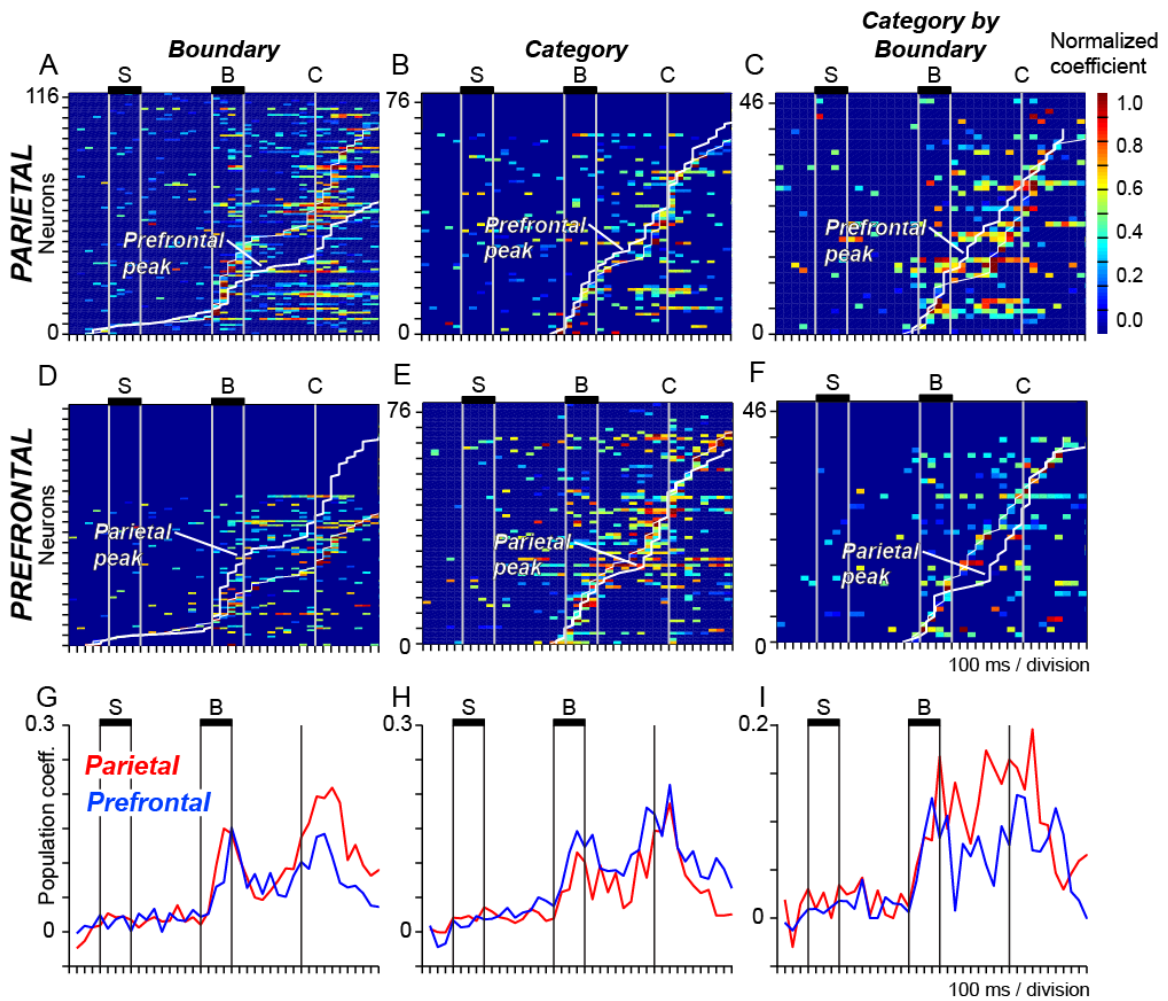 Boundary
Category
Category by
Boundary
Normalized
coefficient
A
S
B
C
B
S
B
C
C
S
B
C
116
0
76
0
46
0
1.0
0.8
0.6
0.4
0.2
0.0
PARIETAL
Neurons
Prefrontal
peak
Prefrontal
peak
Prefrontal
peak
D
S
B
C
E
S
B
C
F
S
B
C
76
0
46
0
PREFRONTAL
Neurons
Parietal
peak
Parietal
peak
Parietal
peak
100 ms / division
G
S
B
H
S
B
I
S
B
0.3
0
0.3
0
0.2
0
Population coeff.
Parietal
Prefrontal
100 ms / division